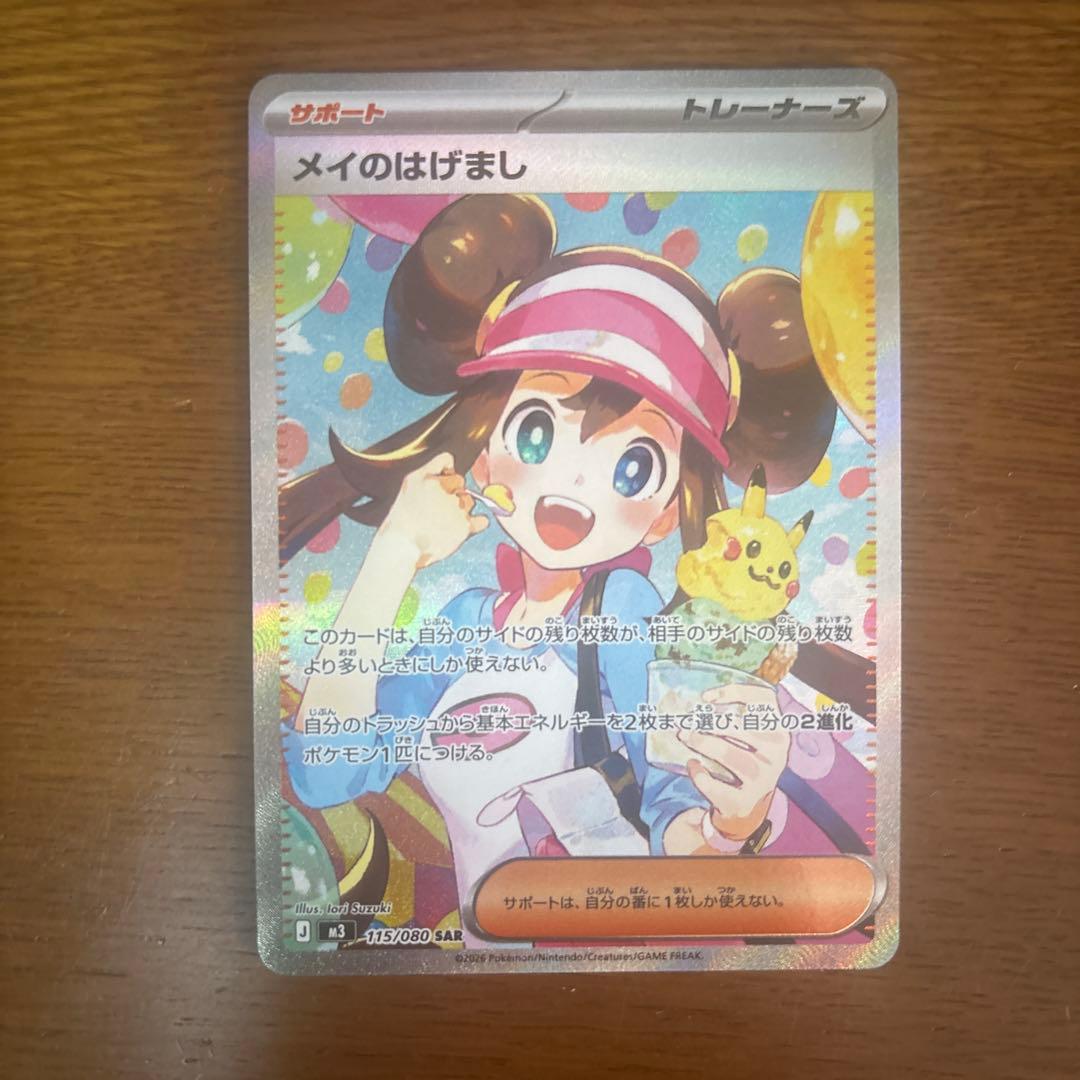 サポート
トレーナーズ
メイのはげまし
このカードは、自分のサイドの残り枚数が、相手のサイドの残り枚数
より多いときにしか使えない。
自分のトラッシュから基本エネルギーを2枚まで選び、自分の2進化
ポケモン1匹につける。
サポートは、自分の番に1枚しか使えない。
Illus. Iori Suzuki
J M3 115/080 SAR
©2026 Pokémon/Nintendo/Creatures/GAME FREAK.